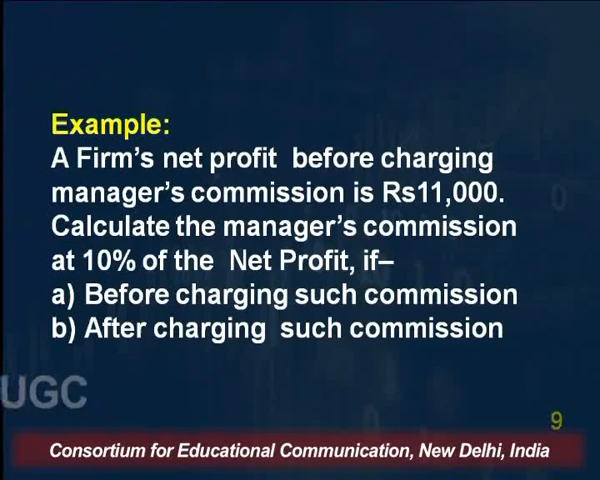 Example:
A Firm's net profit before charging
manager's commission is Rs11,000.
Calculate the manager's commission
at 10% of the Net Profit, if–
a) Before charging such commission
b) After charging such commission
UGC
9
Consortium for Educational Communication, New Delhi, India